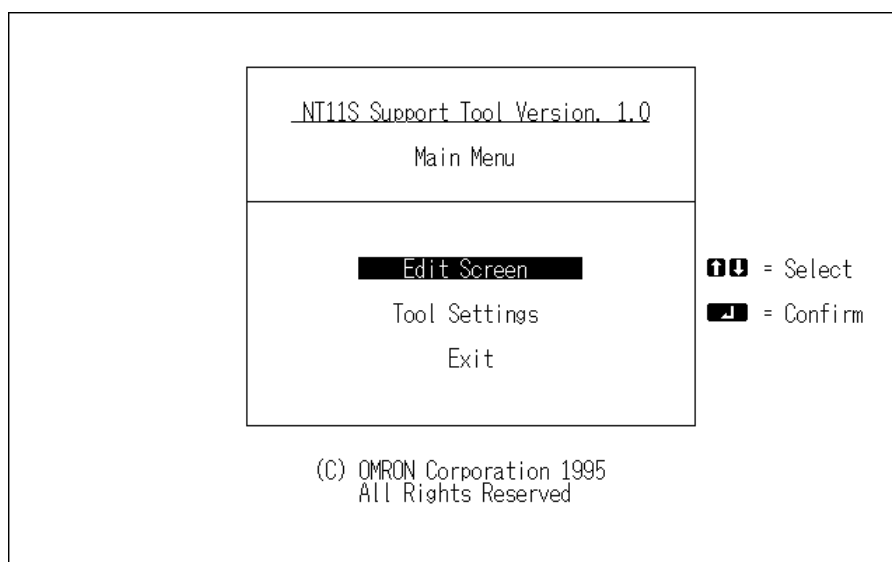 NT11S Support Tool Version. 1.0
Main Menu
Edit Screen
↑↓ = Select
Tool Settings
↵ = Confirm
Exit
(C) OMRON Corporation 1995
All Rights Reserved